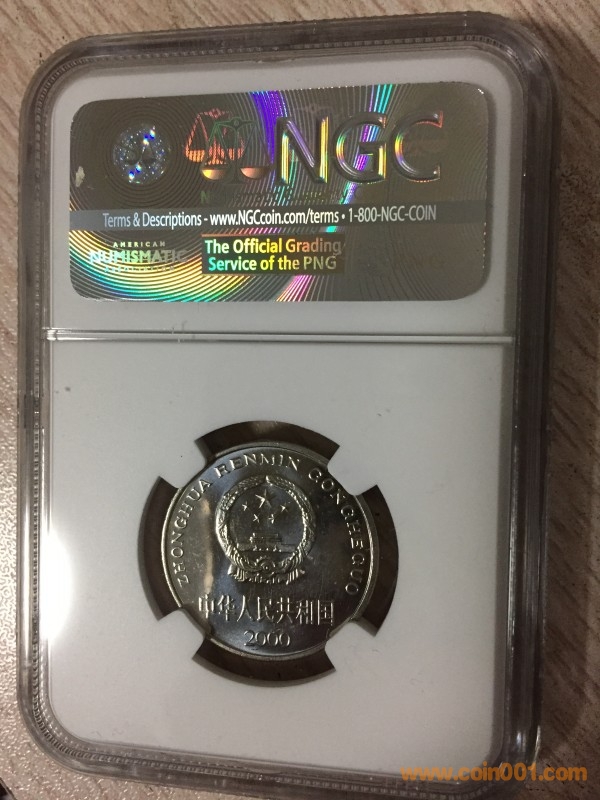 NGC
Terms & Descriptions - www.NGCcoin.com/terms • 1-800-NGC-COIN
AMERICAN
NUMISMATIC
The Official Grading
Service of the PNG
ZHONGHUA RENMIN GONGHEGUO
中华人民共和国
2000
www.coin001.com